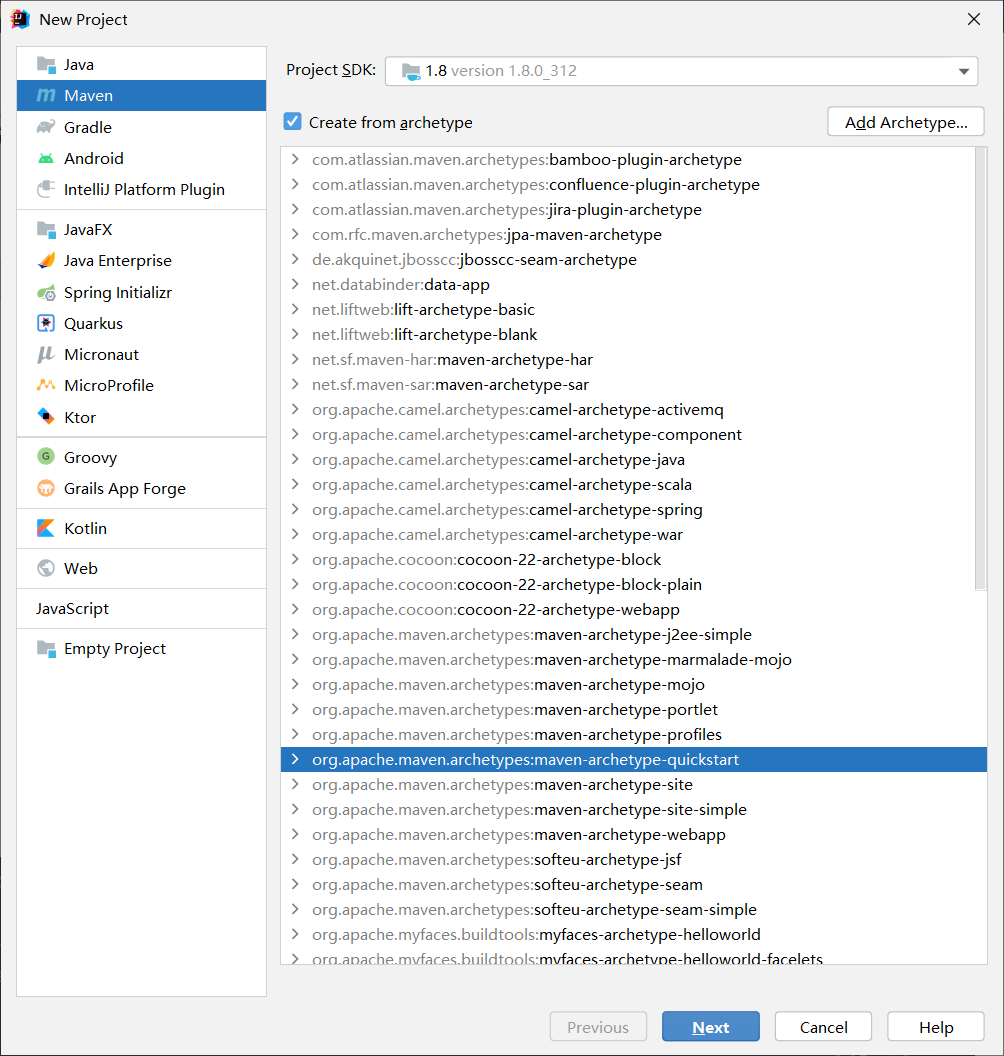 New Project
Java
Maven
Gradle
Android
IntelliJ Platform Plugin
JavaFX
Java Enterprise
Spring Initializr
Quarkus
Micronaut
MicroProfile
Ktor
Groovy
Grails App Forge
Kotlin
Web
JavaScript
Empty Project
Project SDK: 1.8 version 1.8.0_312
Create from archetype
Add Archetype...
com.atlassian.maven.archetypes:bamboo-plugin-archetype
com.atlassian.maven.archetypes:confluence-plugin-archetype
com.atlassian.maven.archetypes:jira-plugin-archetype
com.rfc.maven.archetypes:jpa-maven-archetype
de.akquinet.jbosscc:jbosscc-seam-archetype
net.databinder:data-app
net.liftweb:lift-archetype-basic
net.liftweb:lift-archetype-blank
net.sf.maven-har:maven-archetype-har
net.sf.maven-sar:maven-archetype-sar
org.apache.camel.archetypes:camel-archetype-activemq
org.apache.camel.archetypes:camel-archetype-component
org.apache.camel.archetypes:camel-archetype-java
org.apache.camel.archetypes:camel-archetype-scala
org.apache.camel.archetypes:camel-archetype-spring
org.apache.camel.archetypes:camel-archetype-war
org.apache.cocoon:cocoon-22-archetype-block
org.apache.cocoon:cocoon-22-archetype-block-plain
org.apache.cocoon:cocoon-22-archetype-webapp
org.apache.maven.archetypes:maven-archetype-j2ee-simple
org.apache.maven.archetypes:maven-archetype-marmalade-mojo
org.apache.maven.archetypes:maven-archetype-mojo
org.apache.maven.archetypes:maven-archetype-portlet
org.apache.maven.archetypes:maven-archetype-profiles
org.apache.maven.archetypes:maven-archetype-quickstart
org.apache.maven.archetypes:maven-archetype-site
org.apache.maven.archetypes:maven-archetype-site-simple
org.apache.maven.archetypes:maven-archetype-webapp
org.apache.maven.archetypes:softeu-archetype-jsf
org.apache.maven.archetypes:softeu-archetype-seam
org.apache.maven.archetypes:softeu-archetype-seam-simple
org.apache.myfaces.buildtools:myfaces-archetype-helloworld
org.apache.myfaces.buildtools:myfaces-archetype-helloworld-facelets
Previous
Next
Cancel
Help